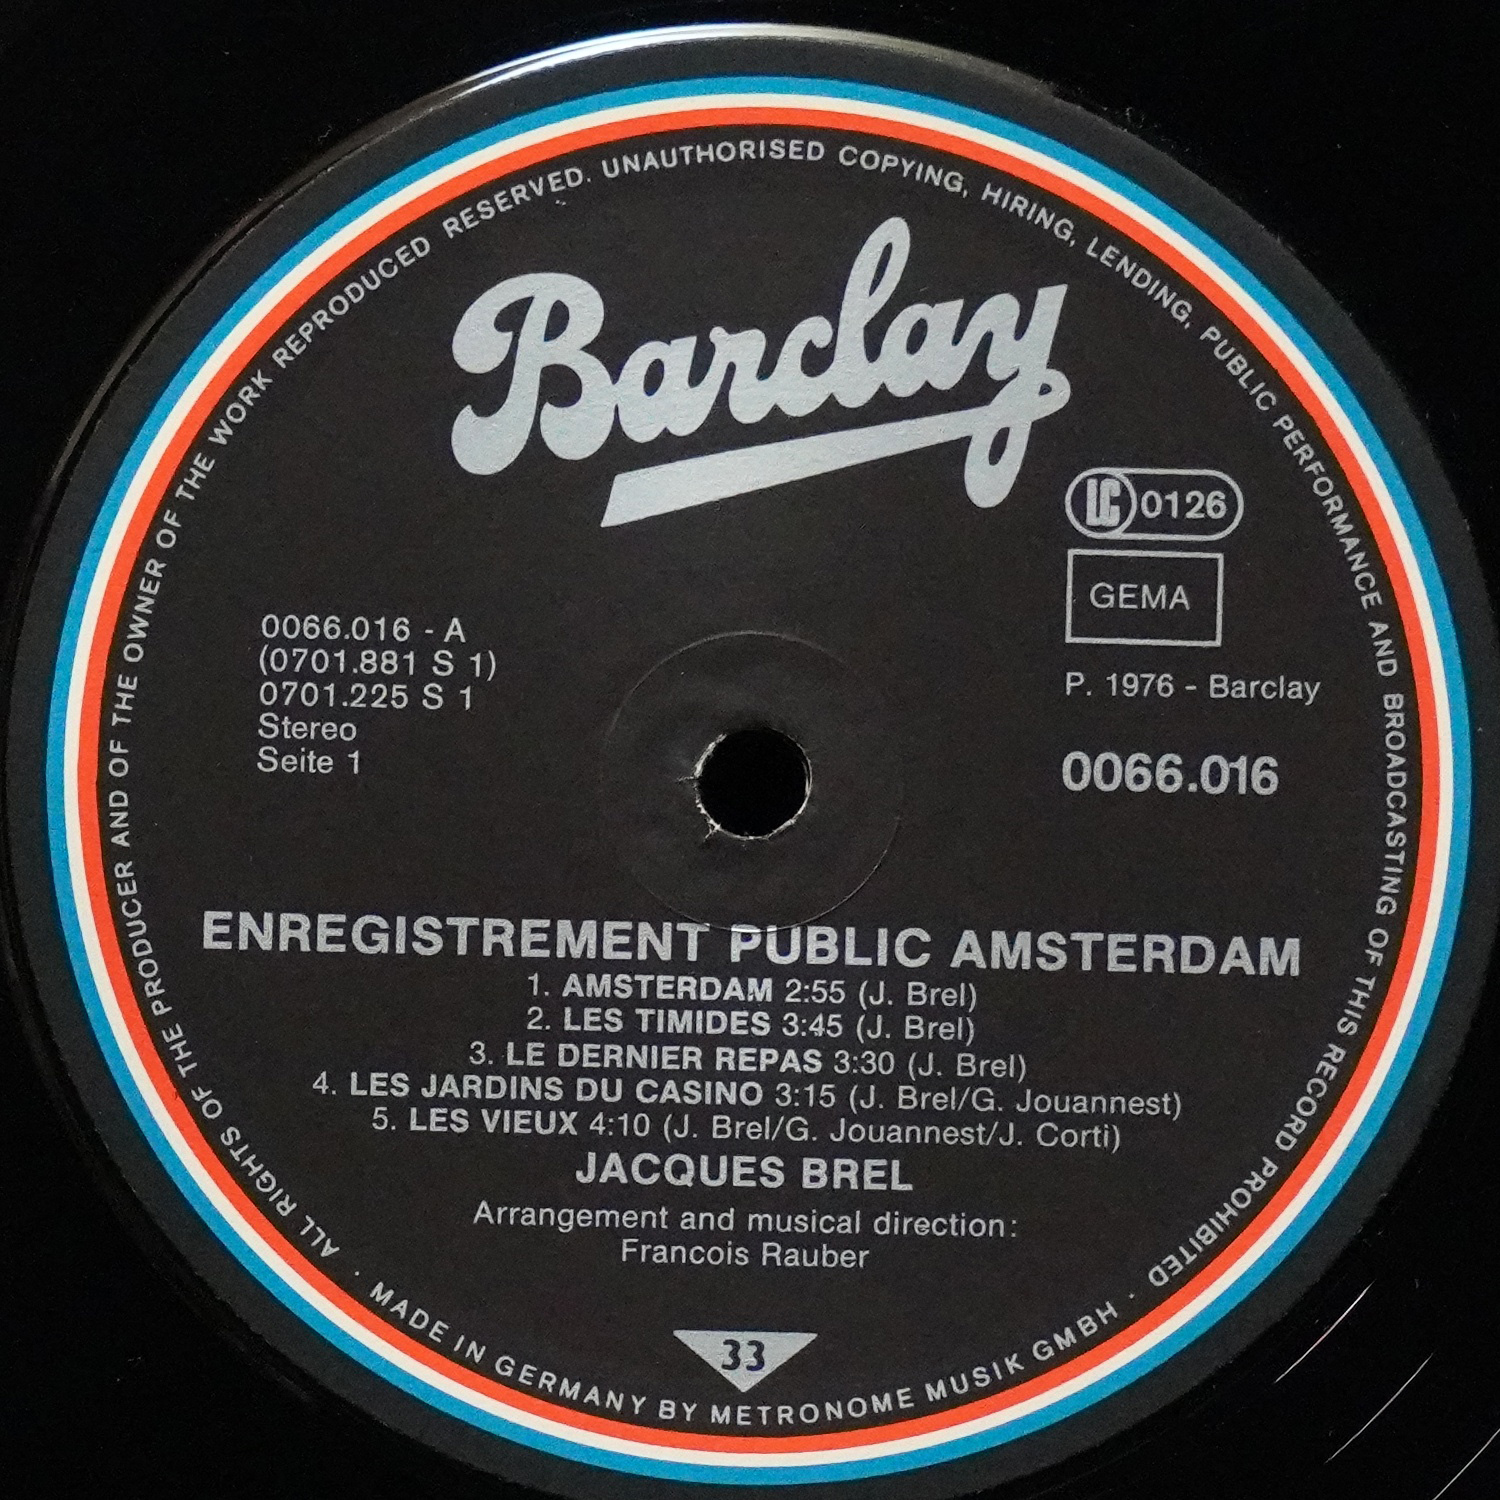 ALL RIGHTS OF THE PRODUCER AND OF THE OWNER OF THE WORK REPRODUCED RESERVED. UNAUTHORISED COPYING, HIRING, LENDING, PUBLIC PERFORMANCE AND BROADCASTING OF THIS RECORD PROHIBITED
Barclay
LC 0126
GEMA
0066.016 - A
(0701.881 S 1)
0701.225 S 1
Stereo
Seite 1
P. 1976 - Barclay
0066.016
ENREGISTREMENT PUBLIC AMSTERDAM
1. AMSTERDAM 2:55 (J. Brel)
2. LES TIMIDES 3:45 (J. Brel)
3. LE DERNIER REPAS 3:30 (J. Brel)
4. LES JARDINS DU CASINO 3:15 (J. Brel/G. Jouannest)
5. LES VIEUX 4:10 (J. Brel/G. Jouannest/J. Corti)
JACQUES BREL
Arrangement and musical direction:
Francois Rauber
33
· MADE IN GERMANY BY METRONOME MUSIK GMBH ·